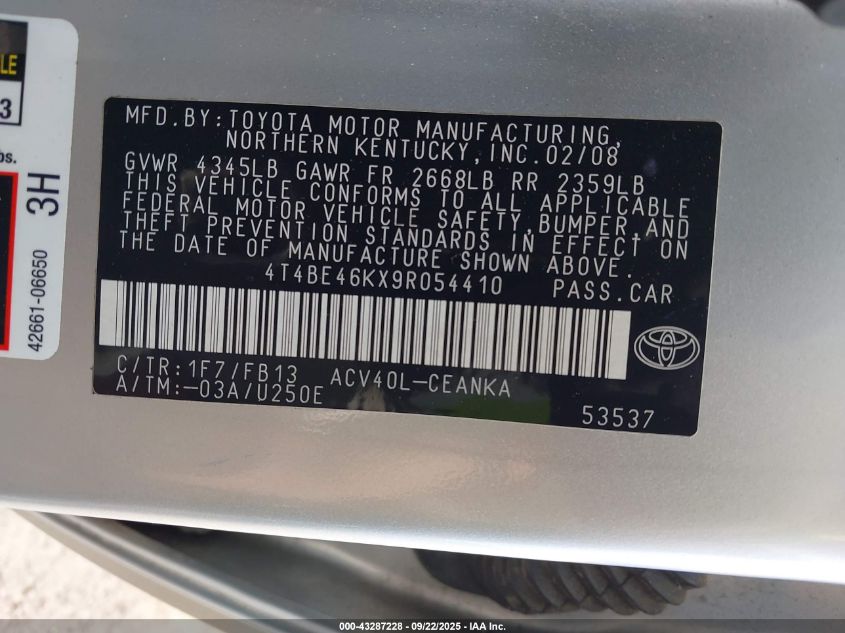 LE
3
bs.
3H
42661-06650
MFD.BY:TOYOTA MOTOR MANUFACTURING,
NORTHERN KENTUCKY,INC.02/08
GVWR 4345LB GAWR FR 2668LB RR 2359LB
THIS VEHICLE CONFORMS TO ALL APPLICABLE
FEDERAL MOTOR VEHICLE SAFETY,BUMPER,AND
THEFT PREVENTION STANDARDS IN EFFECT ON
THE DATE OF MANUFACTURE SHOWN ABOVE.
4T4BE46KX9R054410 PASS.CAR
C/TR:1F7/FB13 ACV40L-CEANKA
A/TM:-03A/U250E
53537
000-43287228 - 09/22/2025 - IAA Inc.